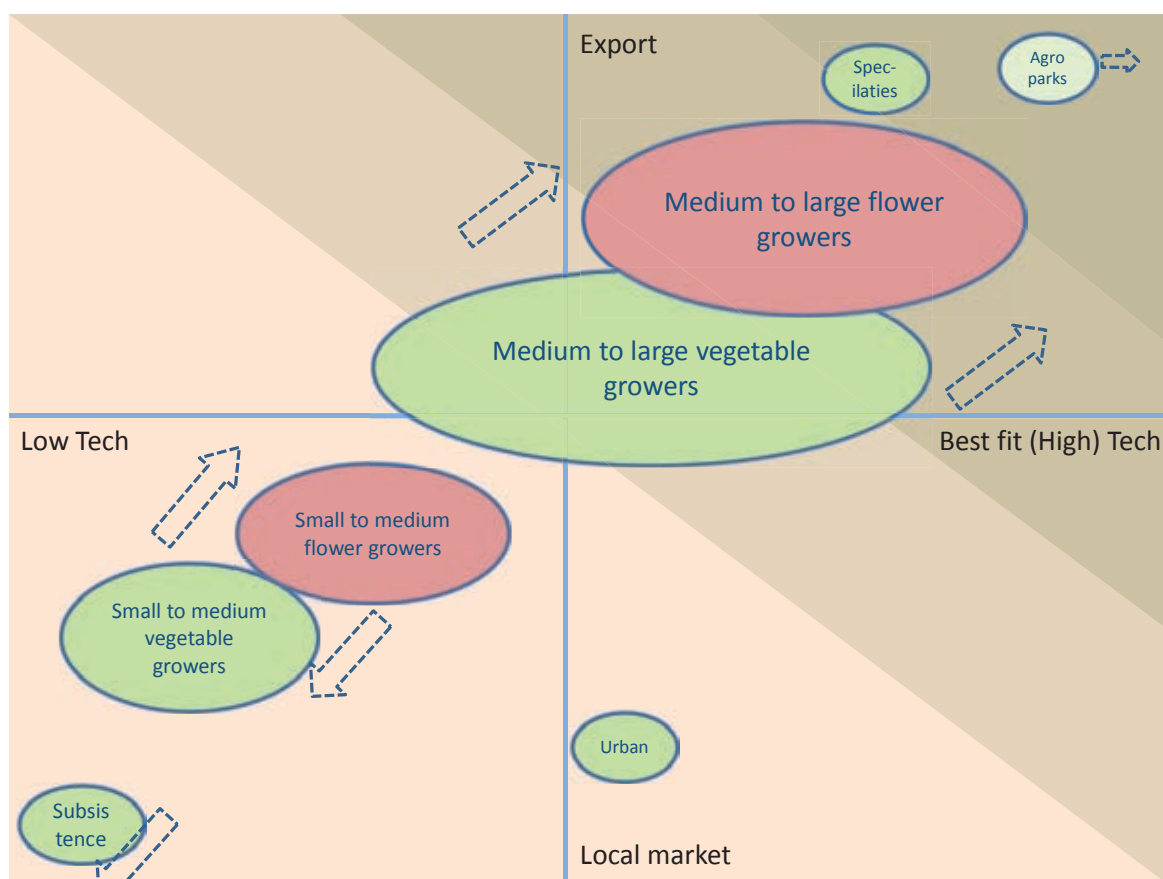 Export
Spec-
ilaties
Agro
parks
Medium to large flower
growers
Medium to large vegetable
growers
Low Tech
Best fit (High) Tech
Small to medium
flower growers
Small to medium
vegetable
growers
Urban
Subsis
tence
Local market